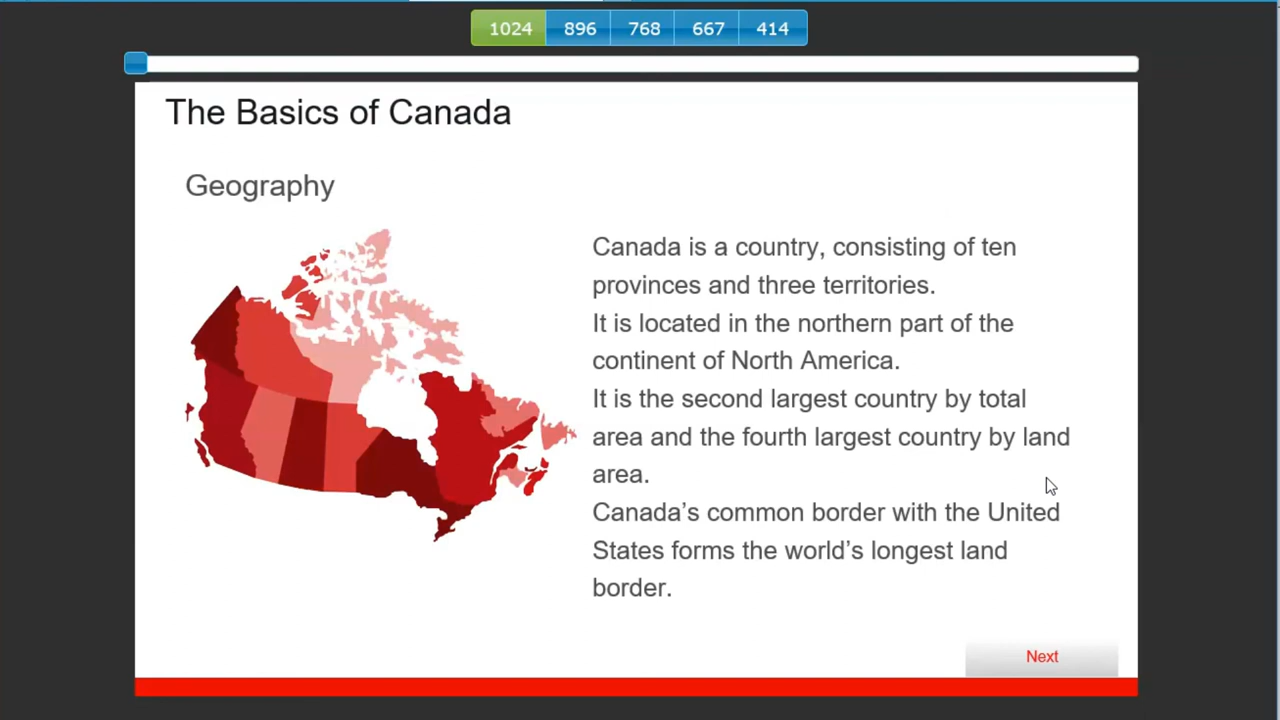 1024 896 768 667 414
The Basics of Canada
Geography
Canada is a country, consisting of ten
provinces and three territories.
It is located in the northern part of the
continent of North America.
It is the second largest country by total
area and the fourth largest country by land
area.
Canada’s common border with the United
States forms the world’s longest land
border.
Next